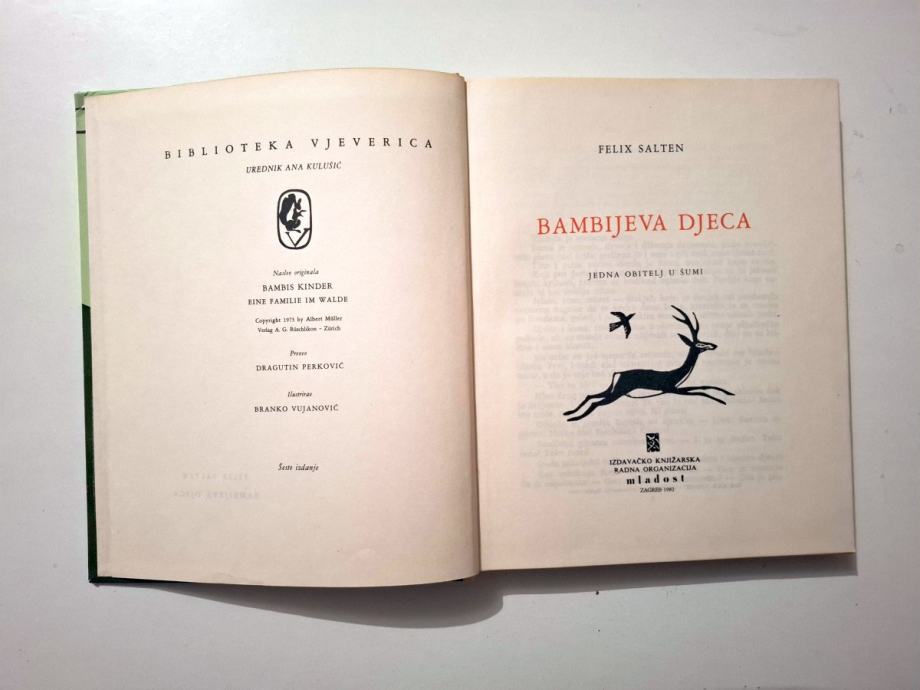 BIBLIOTEKA VJEVERICA
UREDNIK ANA KULUŠIĆ
V
Naslov originala
BAMBIS KINDER
EINE FAMILIE IM WALDE
Copyright 1975 by Albert Müller
Verlag A. G. Rüschlikon – Zürich
Preveo
DRAGUTIN PERKOVIĆ
Ilustrirao
BRANKO VUJANOVIĆ
Šesto izdanje
FELIX SALTEN
BAMBIJEVA DJECA
JEDNA OBITELJ U ŠUMI
IZDAVAČKO KNJIŽARSKA
RADNA ORGANIZACIJA
mladost
ZAGREB